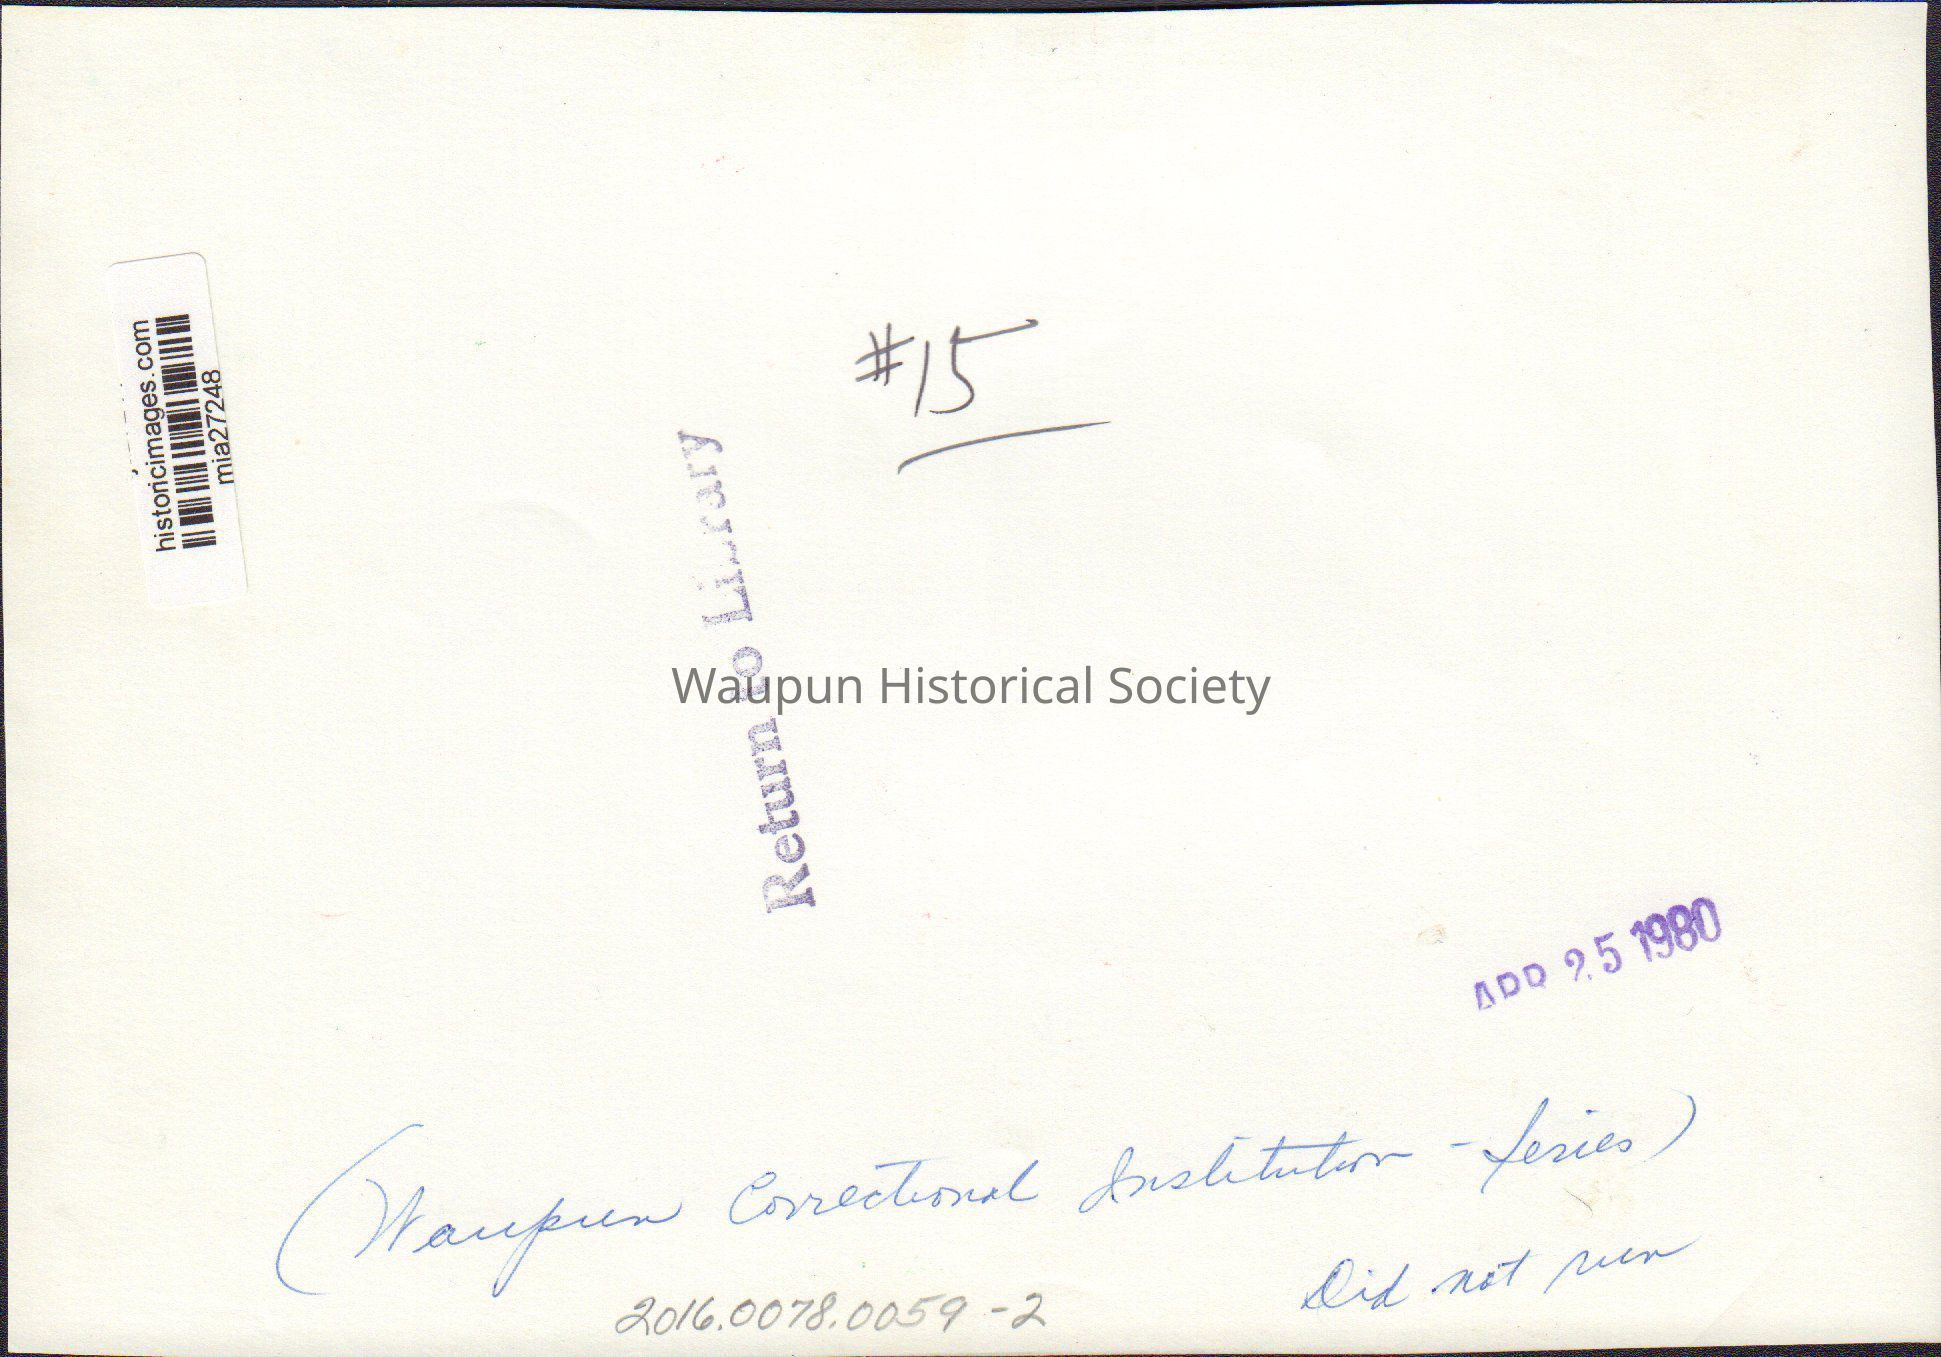 historicimages.com
mia27248
#15
Return to Library
Waupun Historical Society
25 1980
(Waupun Correctional Institution - Series)
Did not run
2016.0078.0059-2